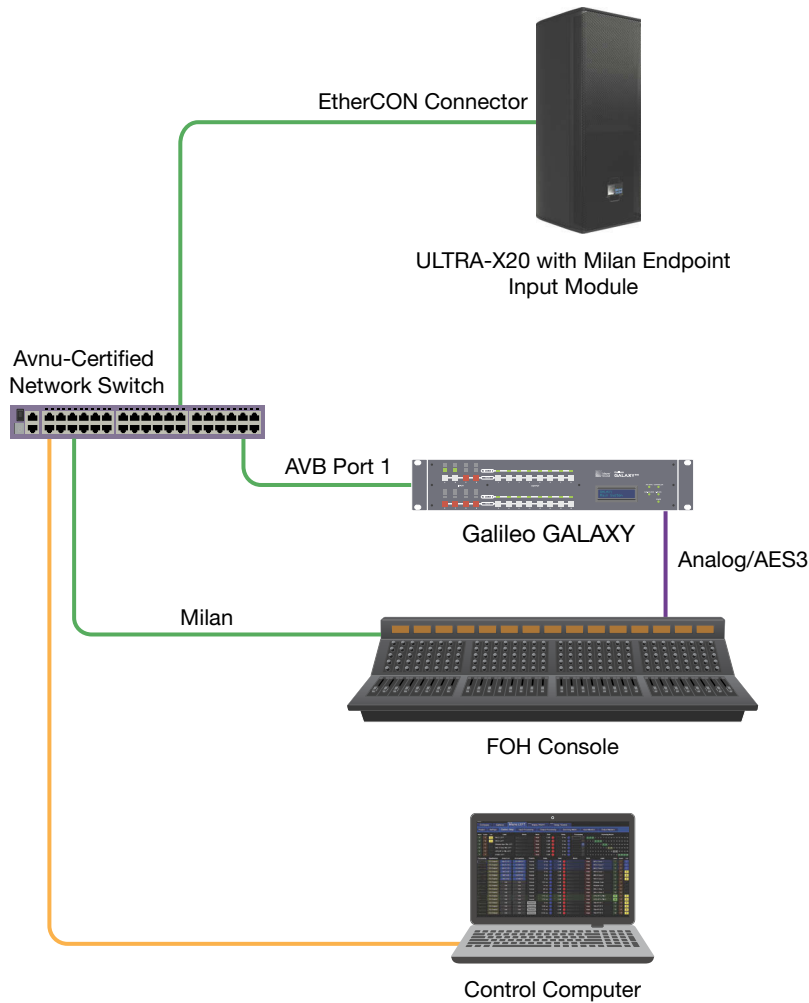 EtherCON Connector
ULTRA-X20 with Milan Endpoint
Input Module
Avnu-Certified
Network Switch
AVB Port 1
GALAXY
Galileo GALAXY
Analog/AES3
Milan
FOH Console
Control Computer